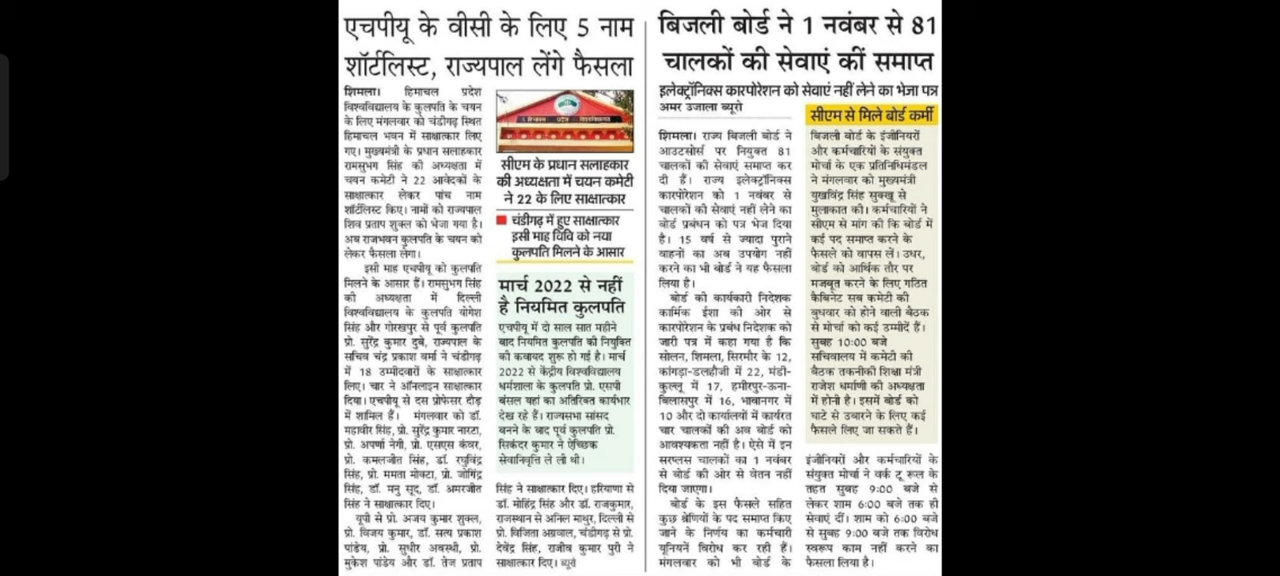 एचपीयू के वीसी के लिए 5 नाम
शॉर्टलिस्ट, राज्यपाल लेंगे फैसला
शिमला। हिमाचल प्रदेश
विश्वविद्यालय के कुलपति के चयन
के लिए मंगलवार को चंडीगढ़ स्थित
हिमाचल भवन में साक्षात्कार लिए
गए। मुख्यमंत्री के प्रधान सलाहकार
रामसुभग सिंह की अध्यक्षता में
चयन कमेटी ने 22 आवेदकों के
साक्षात्कार लेकर पांच नाम
शॉर्टलिस्ट किए। नामों को राज्यपाल
शिव प्रताप शुक्ल को भेजा गया है।
अब राजभवन कुलपति के चयन को
लेकर फैसला लेगा।
इसी माह एचपीयू को कुलपति
मिलने के आसार हैं। रामसुभग सिंह
की अध्यक्षता में दिल्ली
विश्वविद्यालय के कुलपति योगेश
सिंह और गोरखपुर से पूर्व कुलपति
प्रो. सुरेंद्र कुमार दुबे, राज्यपाल के
सचिव चंद्र प्रकाश वर्मा ने चंडीगढ़
में 18 उम्मीदवारों के साक्षात्कार
लिए। चार ने ऑनलाइन साक्षात्कार
दिया। एचपीयू से दस प्रोफेसर दौड़
में शामिल हैं। मंगलवार को डॉ.
महावीर सिंह, प्रो. सुरेंद्र कुमार नारटा,
प्रो. अपर्णा नेगी, प्रो. एसएस कंवर,
प्रो. कमलजीत सिंह, डॉ. रघुविंद्र
सिंह, प्रो. ममता मोक्टा, प्रो. जोगिंद्र
सिंह, डॉ. मनु सूद, डॉ. अमरजीत
सिंह ने साक्षात्कार दिए।
यूपी से प्रो. अजय कुमार शुक्ल,
प्रो. विजय कुमार, डॉ. सत्य प्रकाश
पांडेय, प्रो. सुधीर अवस्थी, प्रो.
मुकेश पांडेय और डॉ. तेज प्रताप
सीएम के प्रधान सलाहकार
की अध्यक्षता में चयन कमेटी
ने 22 के लिए साक्षात्कार
चंडीगढ़ में हुए साक्षात्कार
इसी माह विवि को नया
कुलपति मिलने के आसार
मार्च 2022 से नहीं
है नियमित कुलपति
एचपीयू में दो साल सात महीने
बाद नियमित कुलपति की नियुक्ति
की कवायद शुरू हो गई है। मार्च
2022 से केंद्रीय विश्वविद्यालय
धर्मशाला के कुलपति प्रो. एसपी
बंसल यहां का अतिरिक्त कार्यभार
देख रहे हैं। राज्यसभा सांसद
बनने के बाद पूर्व कुलपति प्रो.
सिकंदर कुमार ने ऐच्छिक
सेवानिवृत्ति ले ली थी।
सिंह ने साक्षात्कार दिए। हरियाणा से
डॉ. मोहिंद्र सिंह और डॉ. राजकुमार,
राजस्थान से अनिल माथुर, दिल्ली से
प्रो. विजिता अग्रवाल, चंडीगढ़ से प्रो.
देवेंद्र सिंह, राजीव कुमार पुरी ने
साक्षात्कार दिए। ब्यूरो
बिजली बोर्ड ने 1 नवंबर से 81
चालकों की सेवाएं कीं समाप्त
इलेक्ट्रॉनिक्स कारपोरेशन को सेवाएं नहीं लेने का भेजा पत्र
अमर उजाला ब्यूरो
शिमला। राज्य बिजली बोर्ड ने
आउटसोर्स पर नियुक्त 81
चालकों की सेवाएं समाप्त कर
दी हैं। राज्य इलेक्ट्रॉनिक्स
कारपोरेशन को 1 नवंबर से
चालकों की सेवाएं नहीं लेने का
बोर्ड प्रबंधन को पत्र भेज दिया
है। 15 वर्ष से ज्यादा पुराने
वाहनों का अब उपयोग नहीं
करने का भी बोर्ड ने यह फैसला
लिया है।
बोर्ड की कार्यकारी निदेशक
कार्मिक ईशा की ओर से
कारपोरेशन के प्रबंध निदेशक को
जारी पत्र में कहा गया है कि
सोलन, शिमला, सिरमौर के 12,
कांगड़ा-डलहौजी में 22, मंडी-
कुल्लू में 17, हमीरपुर-ऊना-
बिलासपुर में 16, भाबानगर में
10 और दो कार्यालयों में कार्यरत
चार चालकों की अब बोर्ड को
आवश्यकता नहीं है। ऐसे में इन
सरप्लस चालकों का 1 नवंबर
से बोर्ड की ओर से वेतन नहीं
दिया जाएगा।
बोर्ड के इस फैसले सहित
कुछ श्रेणियों के पद समाप्त किए
जाने के निर्णय का कर्मचारी
यूनियनें विरोध कर रही हैं।
मंगलवार को भी बोर्ड के
सीएम से मिले बोर्ड कर्मी
बिजली बोर्ड के इंजीनियरों
और कर्मचारियों के संयुक्त
मोर्चा के एक प्रतिनिधिमंडल
ने मंगलवार को मुख्यमंत्री
सुखविंद्र सिंह सुक्खू से
मुलाकात की। कर्मचारियों ने
सीएम से मांग की कि बोर्ड में
कई पद समाप्त करने के
फैसले को वापस लें। उधर,
बोर्ड को आर्थिक तौर पर
मजबूत करने के लिए गठित
कैबिनेट सब कमेटी की
बुधवार को होने वाली बैठक
से मोर्चा को कई उम्मीदें हैं।
सुबह 10:00 बजे
सचिवालय में कमेटी की
बैठक तकनीकी शिक्षा मंत्री
राजेश धर्माणी की अध्यक्षता
में होनी है। इसमें बोर्ड को
घाटे से उबारने के लिए कई
फैसले लिए जा सकते हैं।
इंजीनियरों और कर्मचारियों के
संयुक्त मोर्चा ने वर्क टू रूल के
तहत सुबह 9:00 बजे से
लेकर शाम 6:00 बजे तक ही
सेवाएं दीं। शाम को 6:00 बजे
से सुबह 9:00 बजे तक विरोध
स्वरूप काम नहीं करने का
फैसला लिया है।